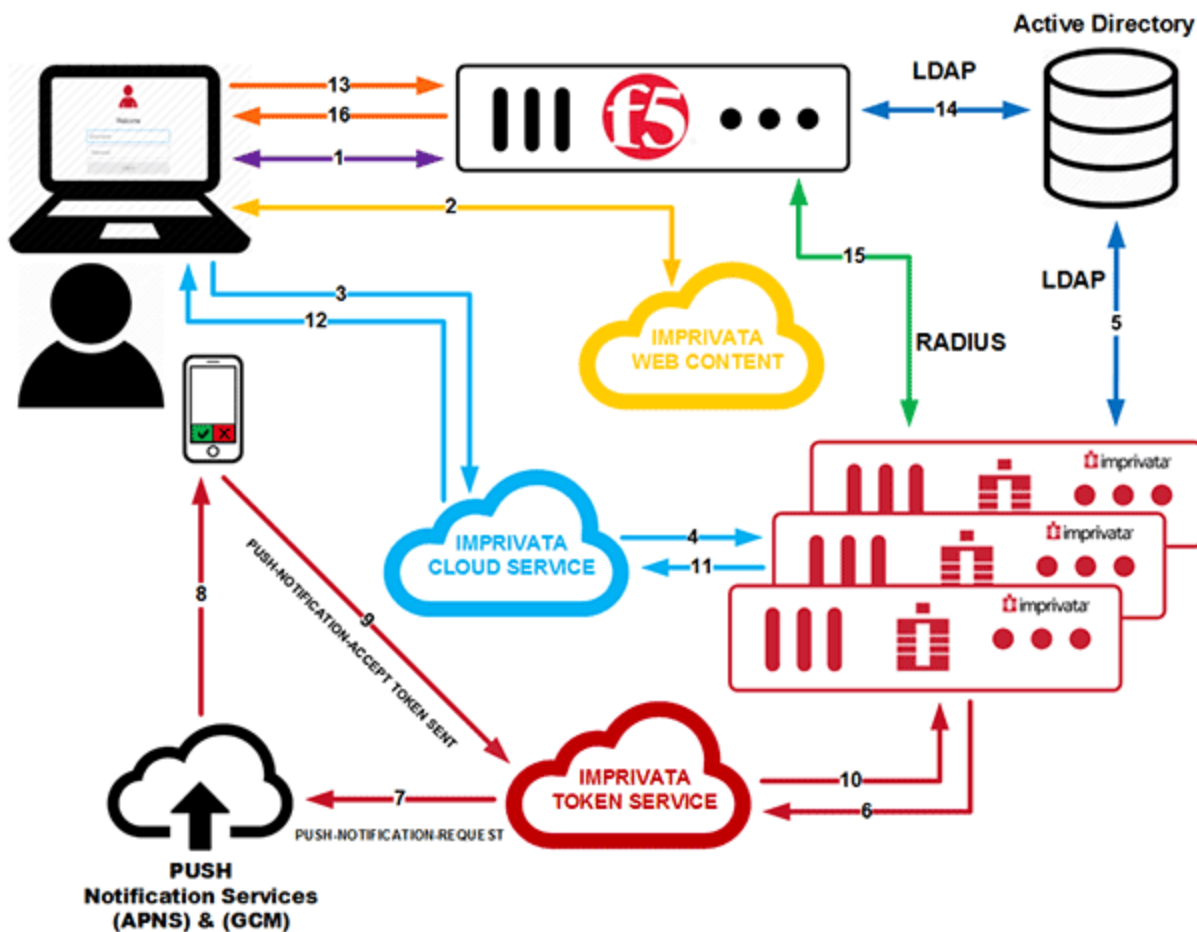 Active Directory
Welcome
13
16
1
2
f5
LDAP
14
3
12
15
LDAP
5
IMPRIVATA
WEB CONTENT
RADIUS
imprivata
imprivata
imprivata
IMPRIVATA
CLOUD SERVICE
4
11
8
9
PUSH-NOTIFICATION-ACCEPT TOKEN SENT
IMPRIVATA
TOKEN SERVICE
10
6
7
PUSH-NOTIFICATION-REQUEST
PUSH
Notification Services
(APNS) & (GCM)